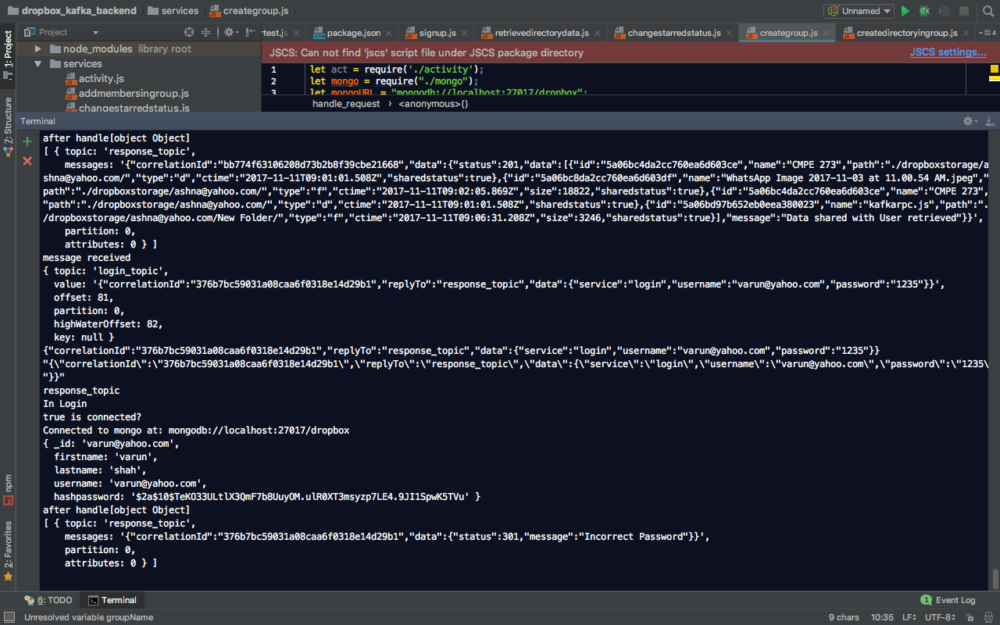 dropbox_kafka_backend services creategroup.js Unnamed
1: Project
Project rtest.js package.json signup.js retrievedirectorydata.js changestarredstatus.js creategroup.js createdirectoryingroup.js 4
node_modules library root
services
activity.js
addmembersingroup.js
changestarredstatus.js
JSCS: Can not find 'jscs' script file under JSCS package directory JSCS settings...
1 let act = require('./activity');
2 let mongo = require("./mongo");
3 let mongoURL = "mongodb://localhost:27017/dropbox";
handle_request <anonymous>()
Z: Structure
Terminal
after handle[object Object]
[ { topic: 'response_topic',
messages: '{"correlationId":"bb774f63106208d73b2b8f39cbe21668","data":{"status":201,"data":[{"id":"5a06bc4da2cc760ea6d603ce","name":"CMPE 273","path":"./dropboxstorage/a
shna@yahoo.com/","type":"d","ctime":"2017-11-11T09:01:01.508Z","sharedstatus":true},{"id":"5a06bc8da2cc760ea6d603df","name":"WhatsApp Image 2017-11-03 at 11.00.54 AM.jpeg","
path":"./dropboxstorage/ashna@yahoo.com/","type":"f","ctime":"2017-11-11T09:02:05.869Z","size":18822,"sharedstatus":true},{"id":"5a06bc4da2cc760ea6d603ce","name":"CMPE 273",
"path":"./dropboxstorage/ashna@yahoo.com/","type":"d","ctime":"2017-11-11T09:01:01.508Z","sharedstatus":true},{"id":"5a06bd97b652eb0eea380023","name":"kafkarpc.js","path":".
/dropboxstorage/ashna@yahoo.com/New Folder/","type":"f","ctime":"2017-11-11T09:06:31.208Z","size":3246,"sharedstatus":true}],"message":"Data shared with User retrieved"}}',
partition: 0,
attributes: 0 } ]
message received
{ topic: 'login_topic',
value: '{"correlationId":"376b7bc59031a08caa6f0318e14d29b1","replyTo":"response_topic","data":{"service":"login","username":"varun@yahoo.com","password":"1235"}}',
offset: 81,
partition: 0,
highWaterOffset: 82,
key: null }
{"correlationId":"376b7bc59031a08caa6f0318e14d29b1","replyTo":"response_topic","data":{"service":"login","username":"varun@yahoo.com","password":"1235"}}
"{\"correlationId\":\"376b7bc59031a08caa6f0318e14d29b1\",\"replyTo\":\"response_topic\",\"data\":{\"service\":\"login\",\"username\":\"varun@yahoo.com\",\"password\":\"1235\
"}}"
response_topic
In Login
true is connected?
Connected to mongo at: mongodb://localhost:27017/dropbox
{ _id: 'varun@yahoo.com',
firstname: 'varun',
lastname: 'shah',
username: 'varun@yahoo.com',
hashpassword: '$2a$10$TeKO33ULtlX3QmF7b8UuyOM.ulR0XT3msyzp7LE4.9JI1SpwK5TVu' }
after handle[object Object]
[ { topic: 'response_topic',
messages: '{"correlationId":"376b7bc59031a08caa6f0318e14d29b1","data":{"status":301,"message":"Incorrect Password"}}',
partition: 0,
attributes: 0 } ]
npm
2: Favorites
6: TODO Terminal 1 Event Log
Unresolved variable groupName 9 chars 10:35 LF UTF-8